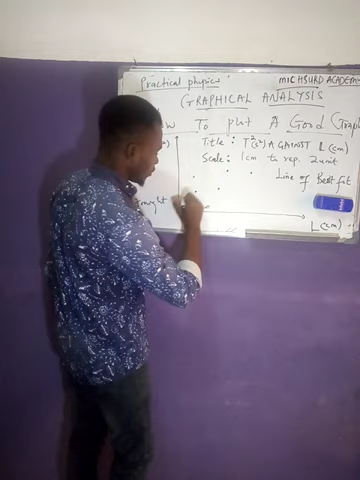 Practical physics
MICHSURD ACADEMY
GRAPHICAL ANALYSIS
To plot A Good Graph
Title: T²(s²) AGAINST L (cm)
Scale: 1cm to rep. 2unit
Line of Best fit
L(cm)